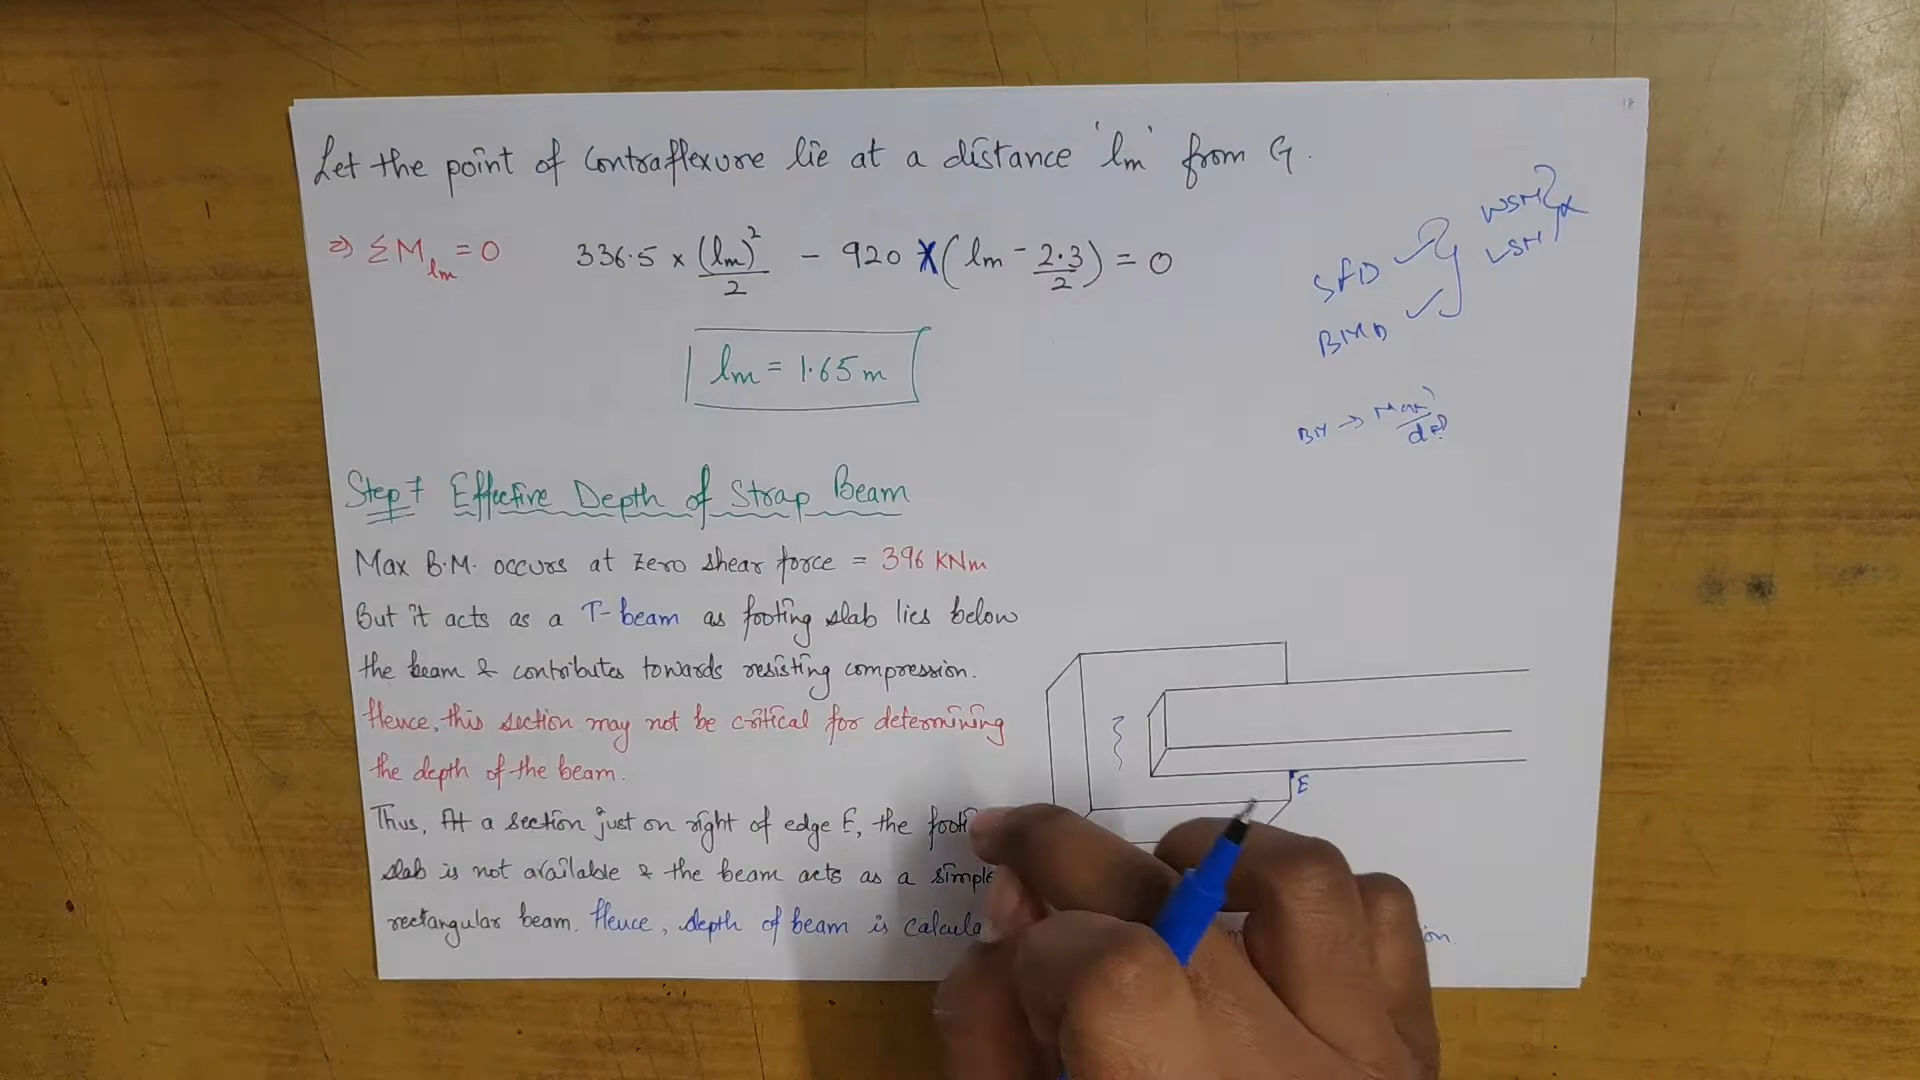 18
Let the point of Contraflexure lie at a distance 'lm' from G.
⇒ ΣM_lm = 0    336.5 × (lm)²/2 - 920 × (lm - 2.3/2) = 0
lm = 1.65 m
WSM
LSM
SFD
BMD
BM → Max
Step 7 Effective Depth of Strap Beam
Max B.M. occurs at zero shear force = 396 KNm
But it acts as a T-beam as footing slab lies below
the beam & contributes towards resisting compression.
Hence, this section may not be critical for determining
the depth of the beam.
E
Thus, At a section just on right of edge E, the footi
slab is not available & the beam acts as a simple
rectangular beam. Hence, depth of beam is calcula
on.